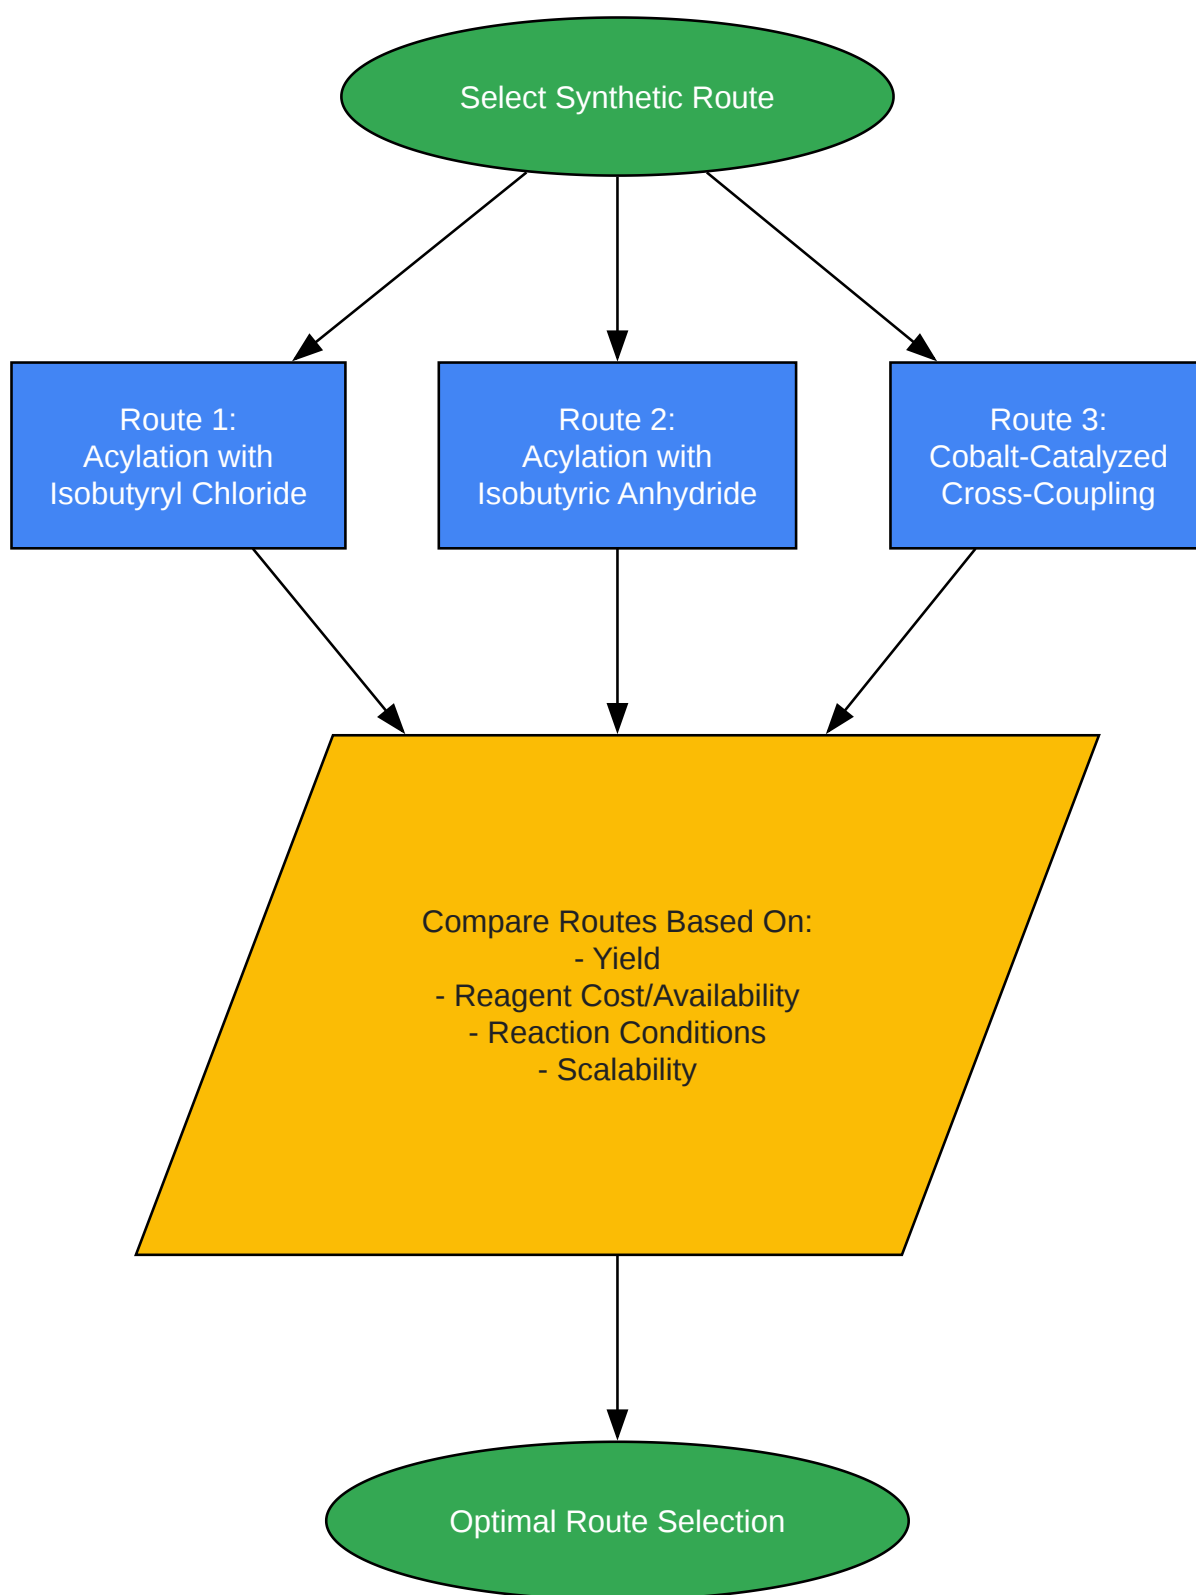 Select Synthetic Route
Route 1:
Acylation with
Isobutyryl Chloride
Route 2:
Acylation with
Isobutyric Anhydride
Route 3:
Cobalt-Catalyzed
Cross-Coupling
Compare Routes Based On:
- Yield
- Reagent Cost/Availability
- Reaction Conditions
- Scalability
Optimal Route Selection